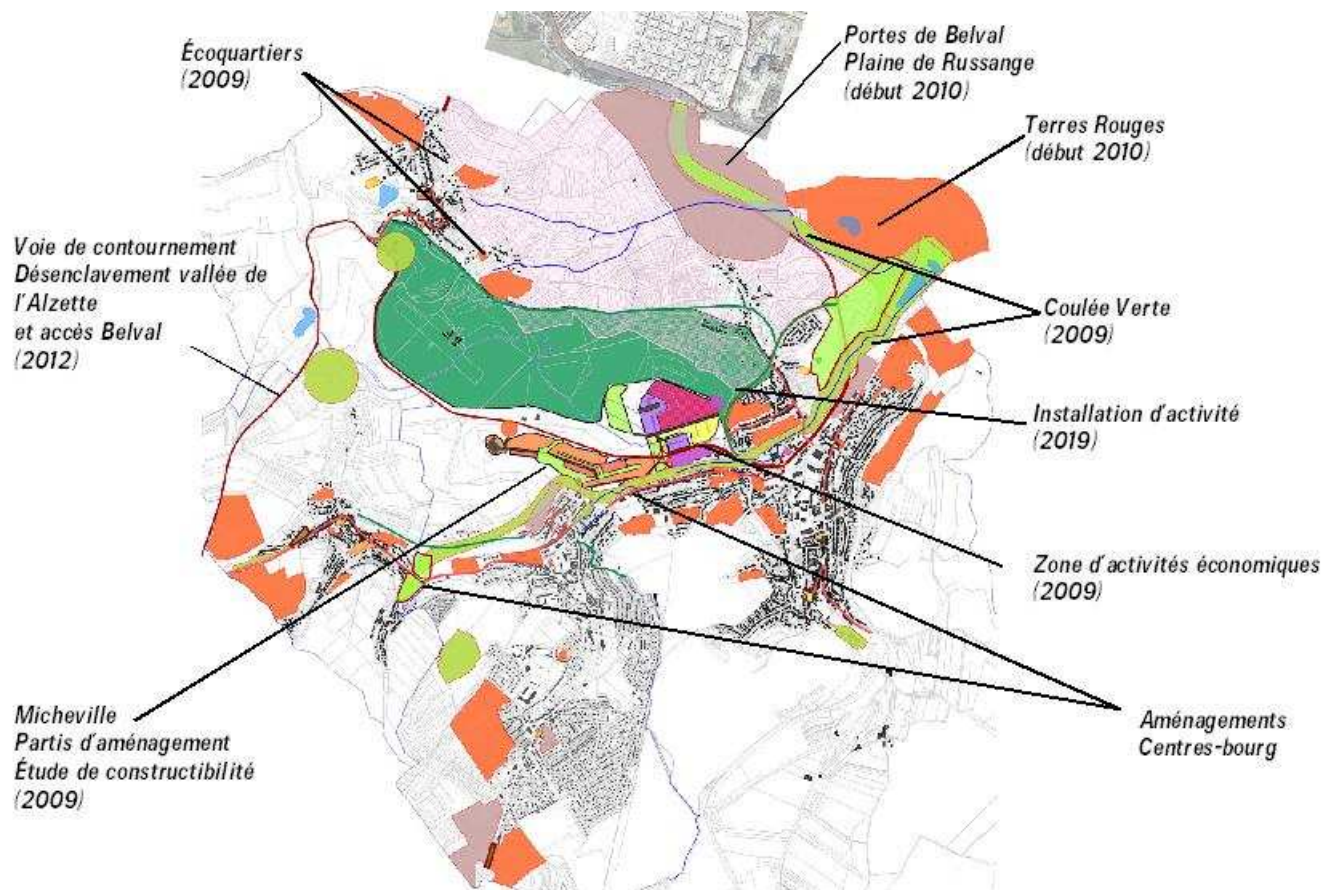 Écoquartiers
(2009)
Portes de Belval
Plaine de Russange
(début 2010)
Terres Rouges
(début 2010)
Voie de contournement
Désenclavement vallée de
l'Alzette
et accès Belval
(2012)
Coulée Verte
(2009)
Installation d'activité
(2019)
Zone d'activités économiques
(2009)
Micheville
Partis d'aménagement
Étude de constructibilité
(2009)
Aménagements
Centres-bourg